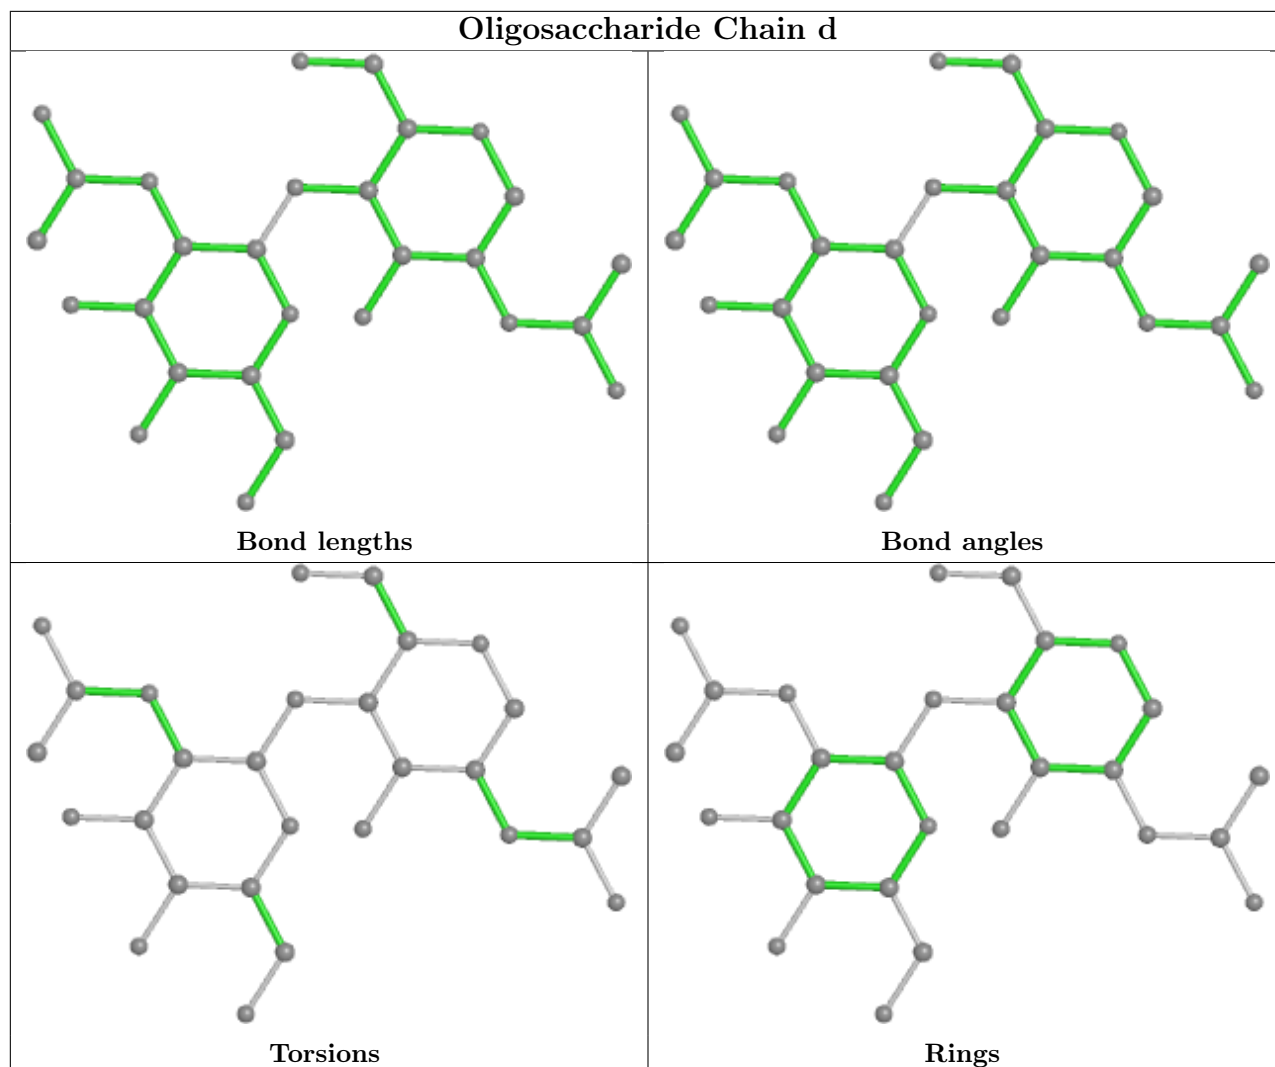 Oligosaccharide Chain d
Bond lengths
Bond angles
Torsions
Rings